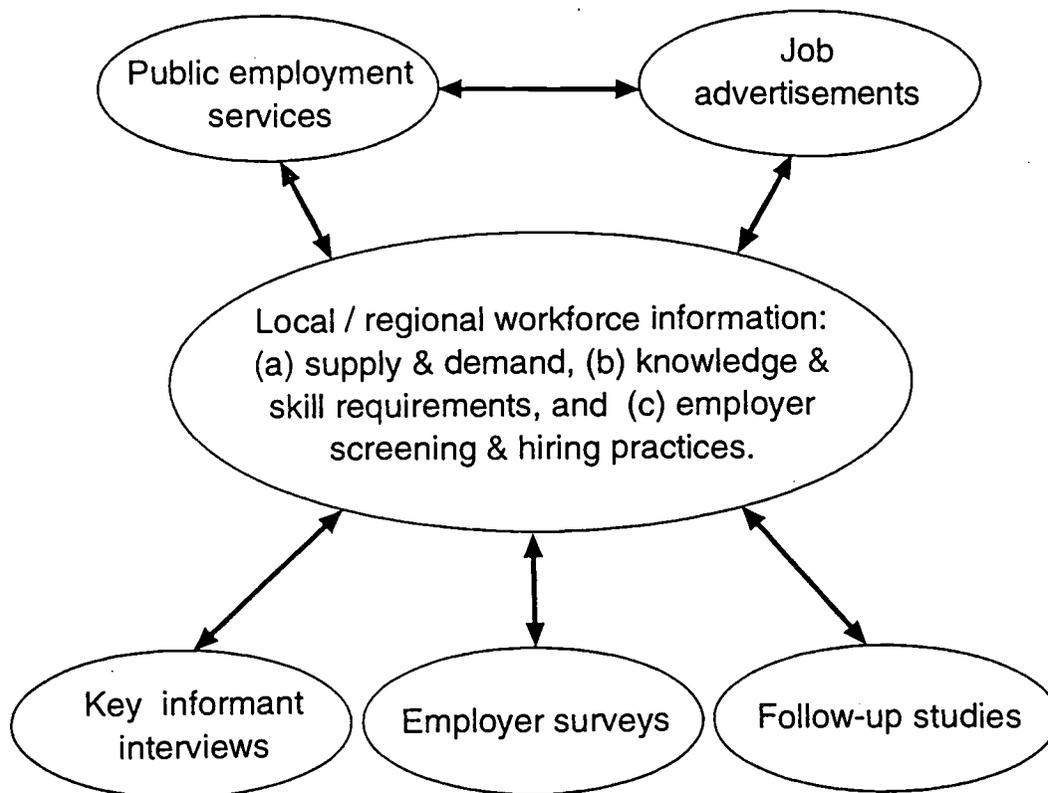 Public employment
services
Job
advertisements
Local / regional workforce information:
(a) supply & demand, (b) knowledge &
skill requirements, and (c) employer
screening & hiring practices.
Key informant
interviews
Employer surveys
Follow-up studies